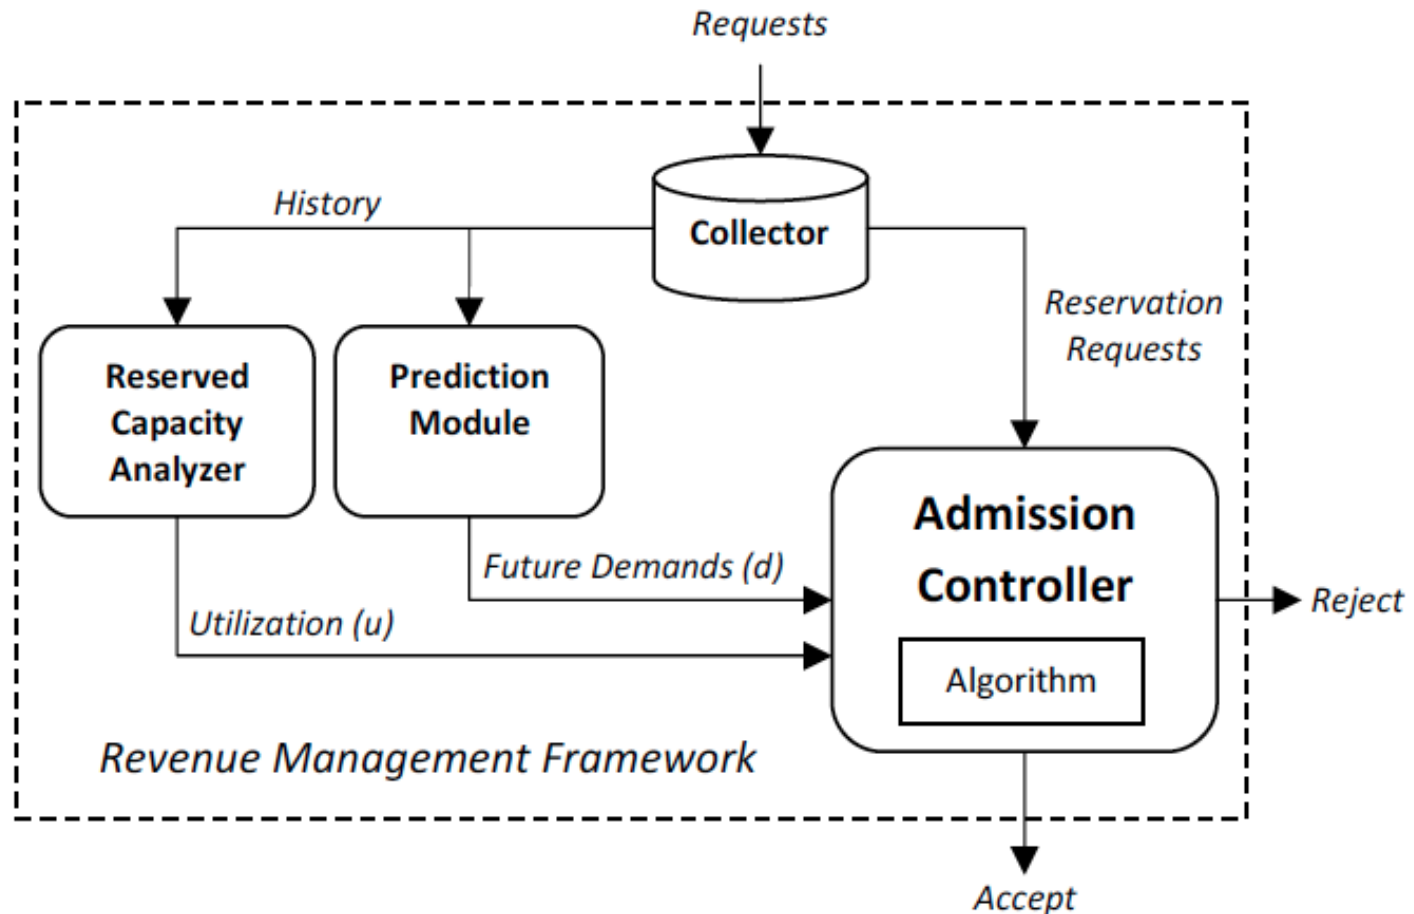 Requests
History
Collector
Reservation
Requests
Reserved
Capacity
Analyzer
Prediction
Module
Admission
Controller
Algorithm
Future Demands (d)
Utilization (u)
Reject
Revenue Management Framework
Accept